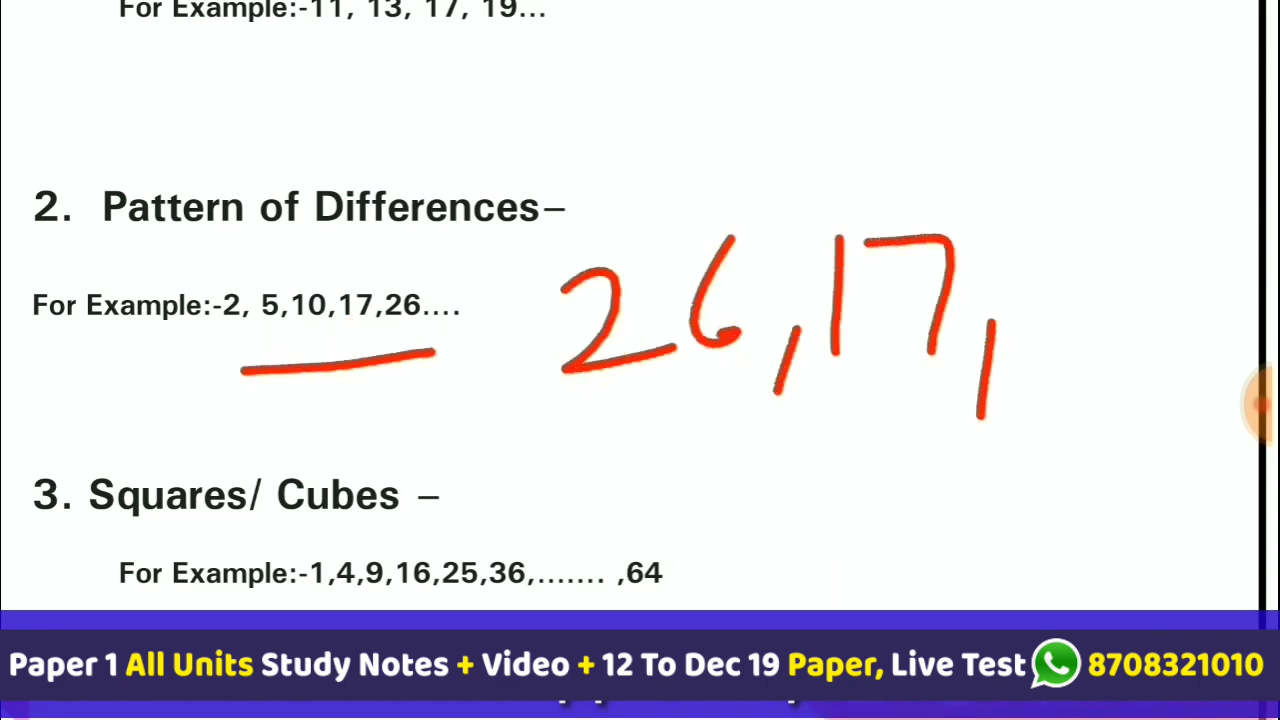 For Example:-11, 13, 17, 19...
2. Pattern of Differences–
For Example:-2, 5,10,17,26....
26,17,
3. Squares/ Cubes –
For Example:-1,4,9,16,25,36,....... ,64
Paper 1 All Units Study Notes + Video + 12 To Dec 19 Paper, Live Test 8708321010